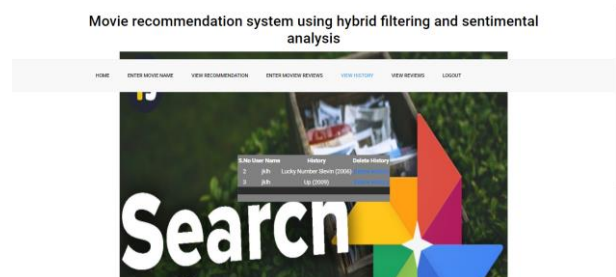 Movie recommendation system using hybrid filtering and sentimental
analysis
HOME ENTER MOVIE NAME VIEW RECOMMENDATION ENTER MOVIEW REVIEWS VIEW HISTORY VIEW REVIEWS LOGOUT
S.No User Name History Delete History
2 jklh Lucky Number Slevin (2006)
3 jklh Up (2009)
Search